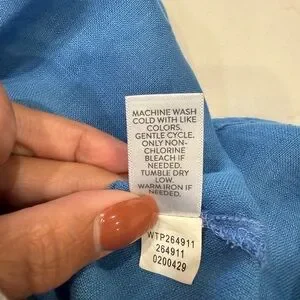 MACHINE WASH
COLD WITH LIKE
COLORS.
GENTLE CYCLE.
ONLY NON-
CHLORINE
BLEACH IF
NEEDED.
TUMBLE DRY
LOW.
WARM IRON IF
NEEDED.
WTP264911
264911
0200429